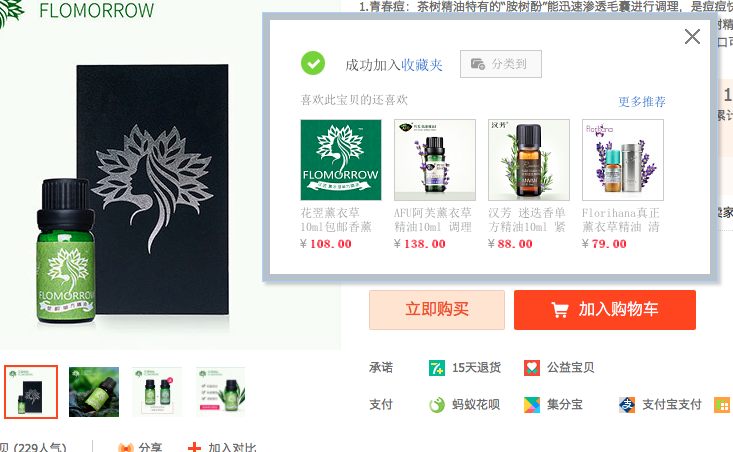 FLOMORROW
1.青春痘：茶树精油特有的“胺树酚”能迅速渗透毛囊进行调理，是痘痘
成功加入收藏夹
分类到
喜欢此宝贝的还喜欢
更多推荐
FLOMORROW
花翌薰衣草
10ml包邮香薰
¥ 108.00
AFU阿芙薰衣草
精油10ml 调理
¥ 138.00
汉芳
汉芳 迷迭香单
方精油10ml 紧
¥ 88.00
Florihana
Florihana真正
薰衣草精油 清
¥ 79.00
FLOMORROW
立即购买
加入购物车
承诺
15天退货
公益宝贝
支付
蚂蚁花呗
集分宝
支付宝支付
贝 (229人气)
分享
加入对比